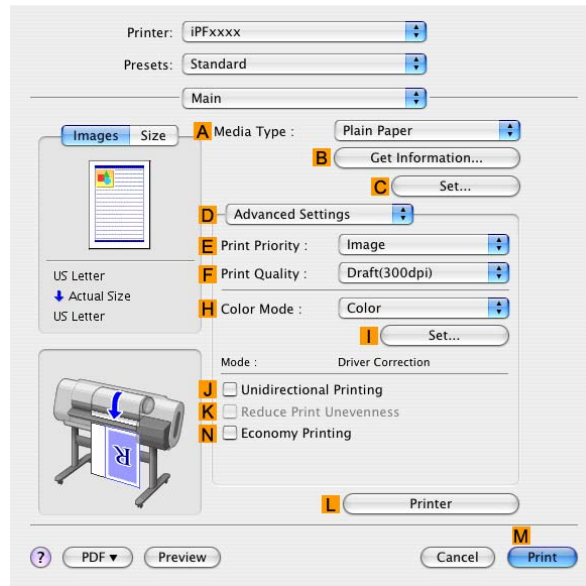 Printer: iPFxxxx
Presets: Standard
Main
Images Size
A Media Type : Plain Paper
B Get Information...
C Set...
D Advanced Settings
E Print Priority : Image
F Print Quality : Draft(300dpi)
H Color Mode : Color
I Set...
Mode : Driver Correction
J Unidirectional Printing
K Reduce Print Unevenness
N Economy Printing
US Letter
Actual Size
US Letter
R
L Printer
M
? PDF▼ Preview Cancel Print